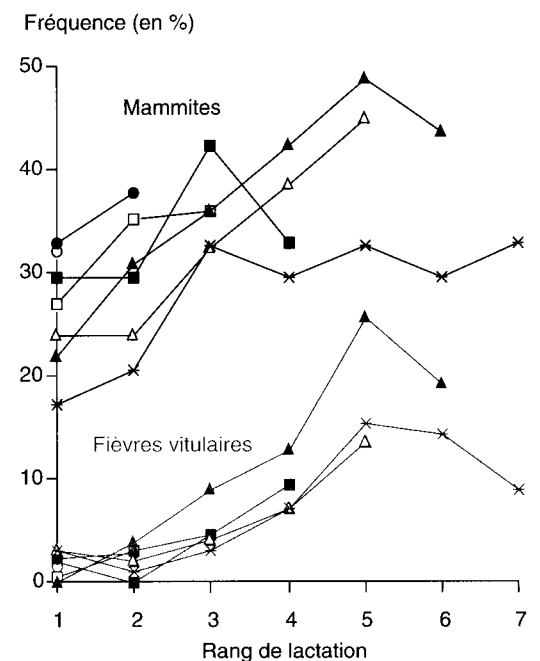 Fréquence (en %)
50
Mammites
40
30
20
Fièvres vitulaires
10
0
1 2 3 4 5 6 7
Rang de lactation